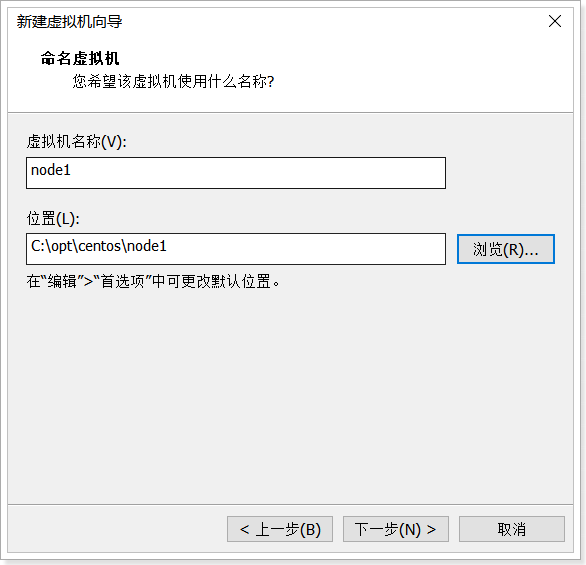 新建虚拟机向导
命名虚拟机
您希望该虚拟机使用什么名称?
虚拟机名称(V):
node1
位置(L):
C:\opt\centos\node1
浏览(R)...
在“编辑”>“首选项”中可更改默认位置。
< 上一步(B)
下一步(N) >
取消